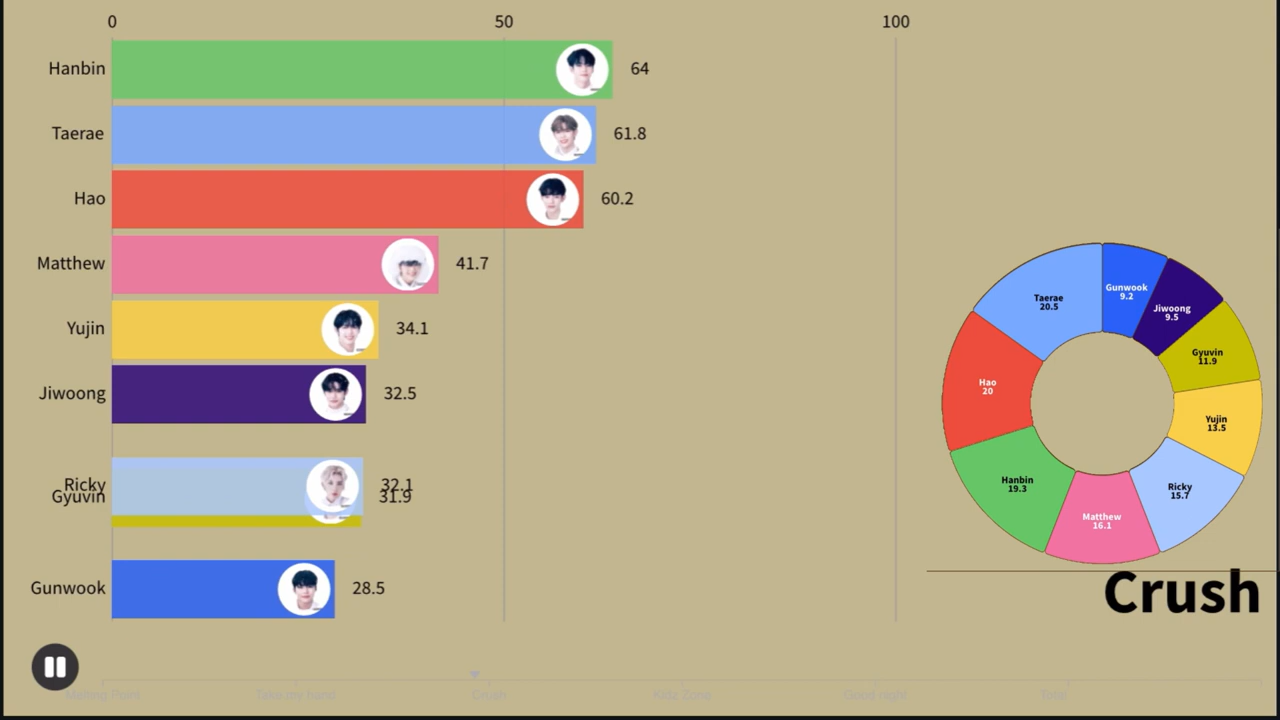 0 50 100
Hanbin 64
Taerae 61.8
Hao 60.2
Matthew 41.7
Yujin 34.1
Jiwoong 32.5
Ricky 32.1
Gyuvin 31.9
Gunwook 28.5
Gunwook
9.2
Jiwoong
9.5
Gyuvin
11.9
Yujin
13.5
Ricky
15.7
Matthew
16.1
Hanbin
19.3
Hao
20
Taerae
20.5
Crush
Melting Point Take my hand Crush Kidz Zone Good night